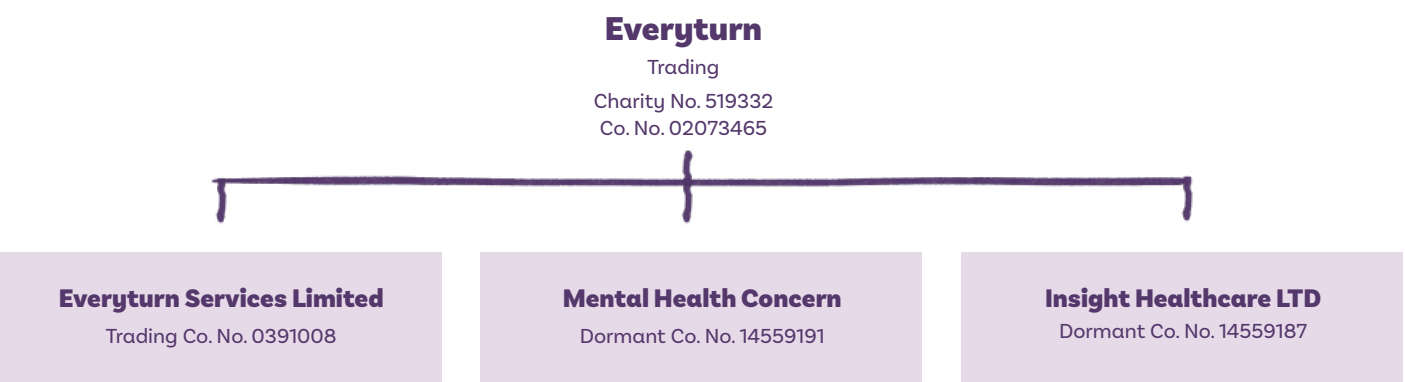 Everyturn
Trading
Charity No. 519332
Co. No. 02073465
Everyturn Services Limited
Trading Co. No. 0391008
Mental Health Concern
Dormant Co. No. 14559191
Insight Healthcare LTD
Dormant Co. No. 14559187